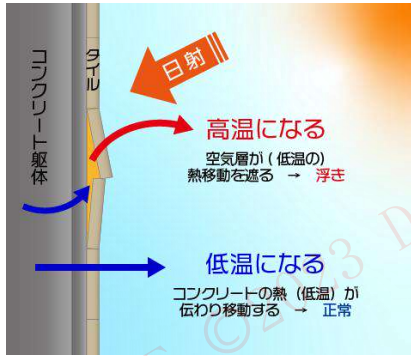 コンクリート躯体
タイル
日射
高温になる
空気層が(低温の)
熱移動を遮る → 浮き
低温になる
コンクリートの熱(低温)が
伝わり移動する → 正常
©2023 D